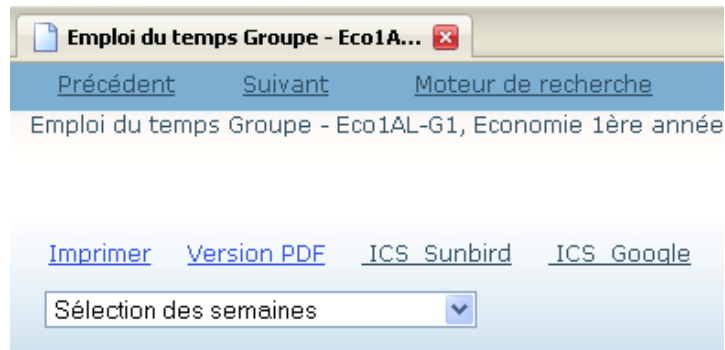 Emploi du temps Groupe - Eco1A...
Précédent Suivant Moteur de recherche
Emploi du temps Groupe - Eco1AL-G1, Economie 1ère année
Imprimer Version PDF ICS Sunbird ICS Google
Sélection des semaines